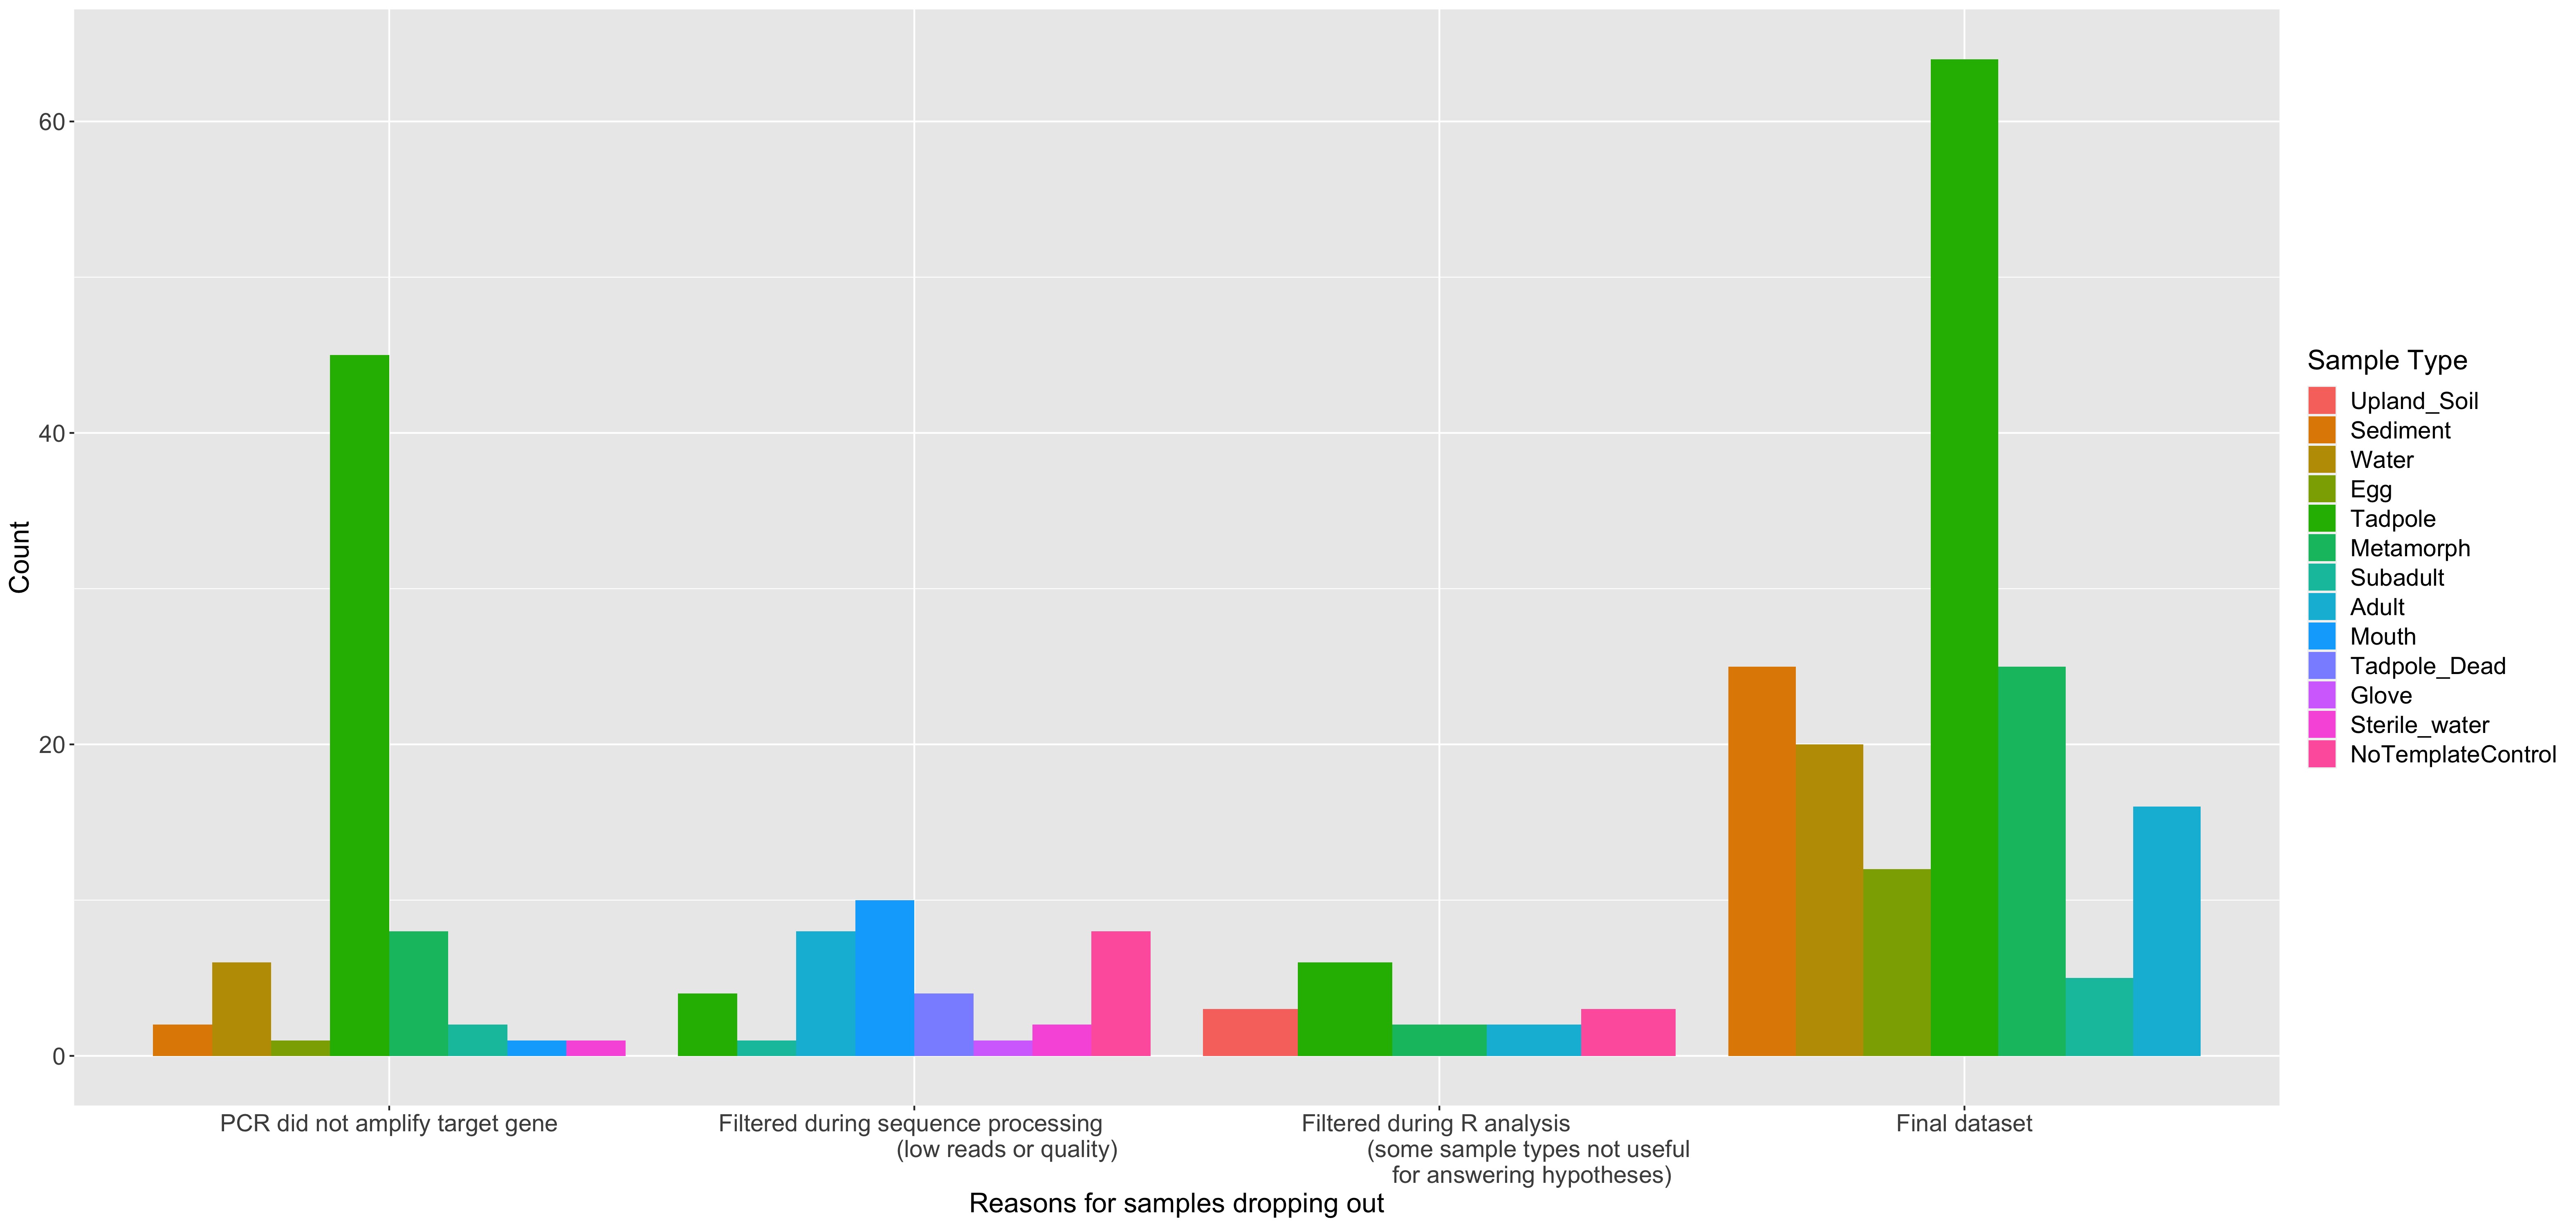 60
40
20
0
Count
PCR did not amplify target gene
Filtered during sequence processing
(low reads or quality)
Filtered during R analysis
(some sample types not useful
for answering hypotheses)
Final dataset
Reasons for samples dropping out
Sample Type
Upland_Soil
Sediment
Water
Egg
Tadpole
Metamorph
Subadult
Adult
Mouth
Tadpole_Dead
Glove
Sterile_water
NoTemplateControl